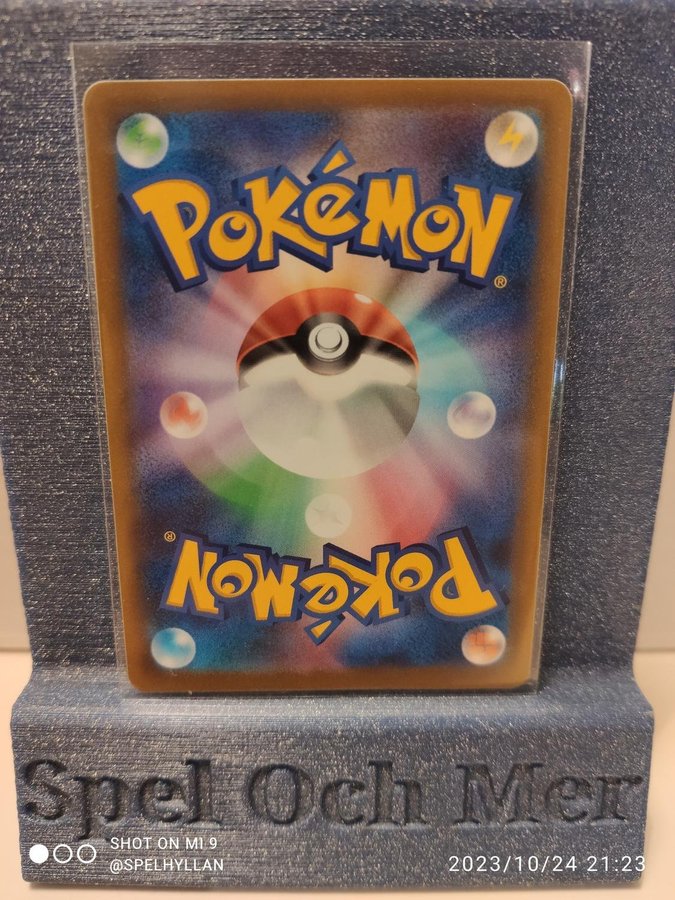 POKéMON
®
®
POKéMON
Spel Och Mer
SHOT ON MI 9
@SPELHYLLAN
2023/10/24 21:23